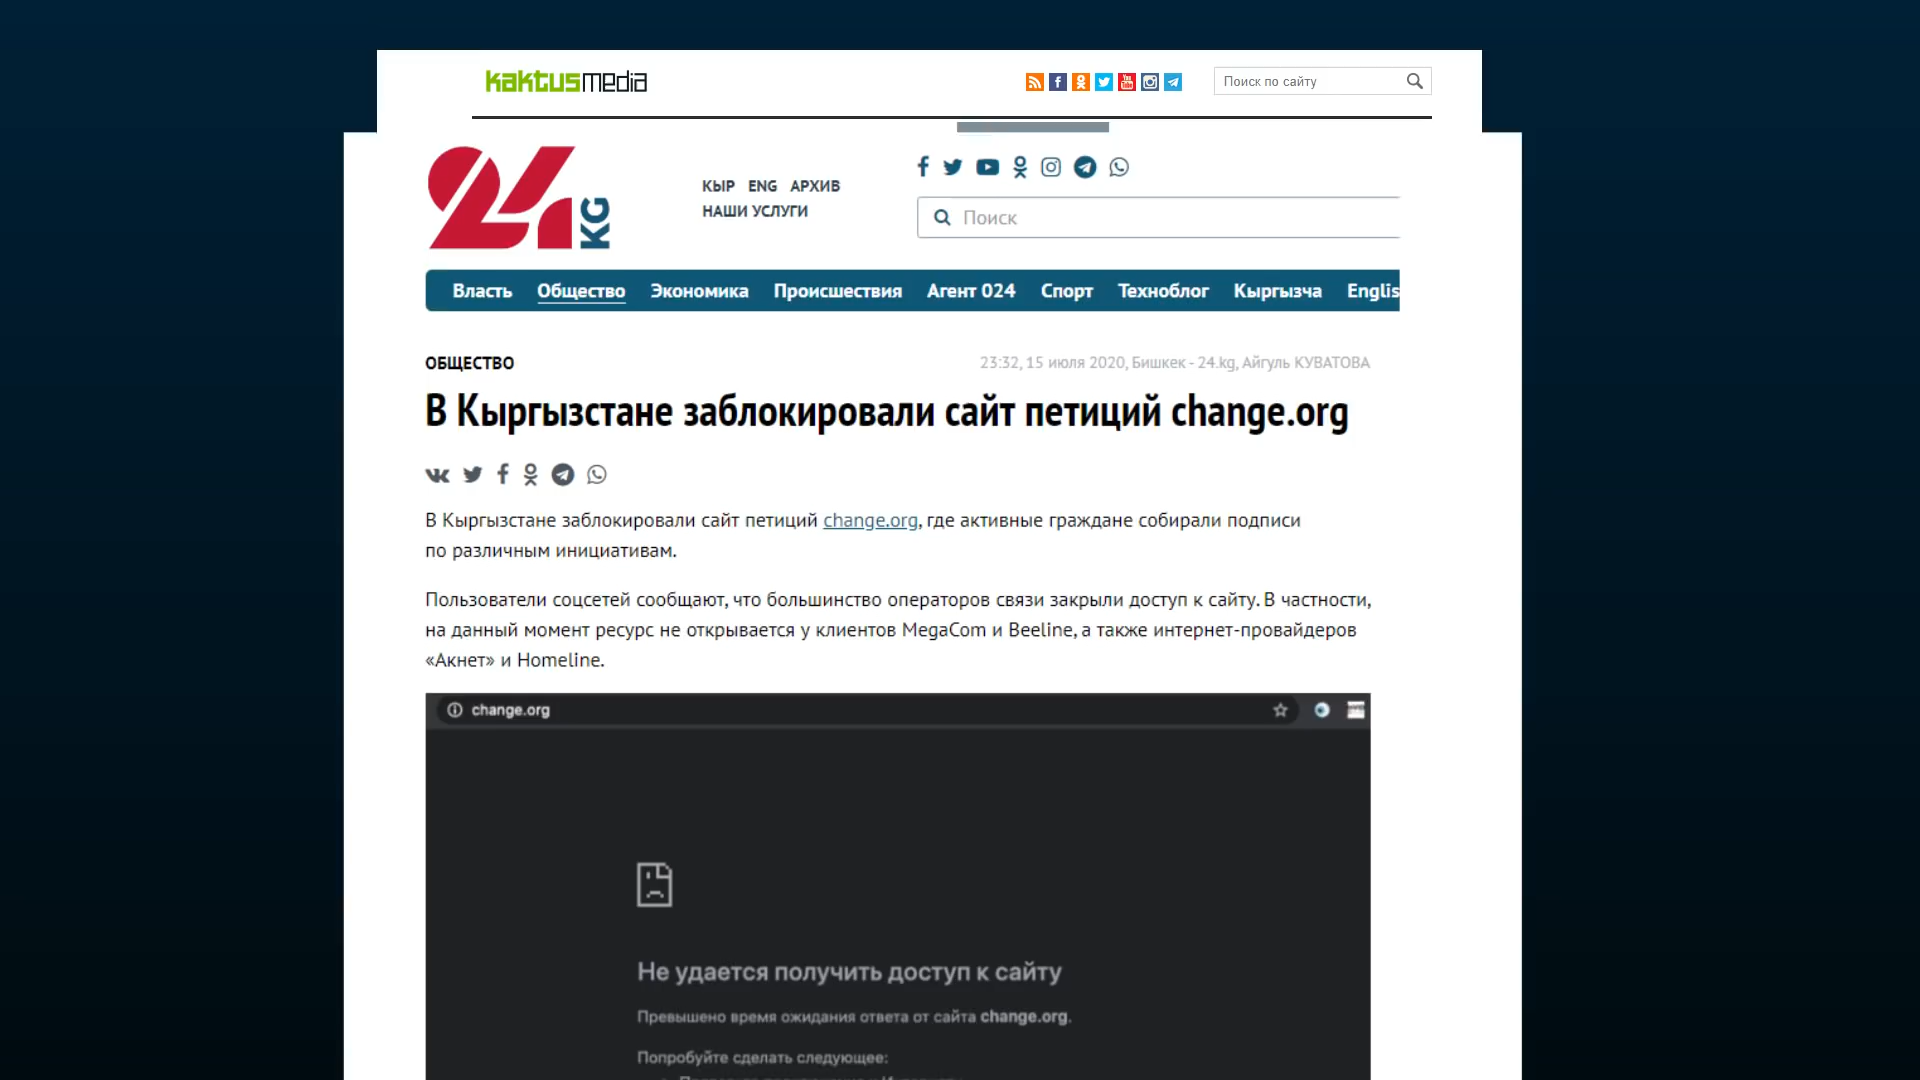 kaktusmedia
Поиск по сайту
24 KG
КЫР ENG АРХИВ
НАШИ УСЛУГИ
Поиск
Власть Общество Экономика Происшествия Агент 024 Спорт Техноблог Кыргызча Englis
ОБЩЕСТВО
23:32, 15 июля 2020, Бишкек - 24.kg, Айгуль КУВАТОВА
В Кыргызстане заблокировали сайт петиций change.org
В Кыргызстане заблокировали сайт петиций change.org, где активные граждане собирали подписи
по различным инициативам.
Пользователи соцсетей сообщают, что большинство операторов связи закрыли доступ к сайту. В частности,
на данный момент ресурс не открывается у клиентов MegaCom и Beeline, а также интернет-провайдеров
«Акнет» и Homeline.
change.org
Не удается получить доступ к сайту
Превышено время ожидания ответа от сайта change.org.
Попробуйте сделать следующее: